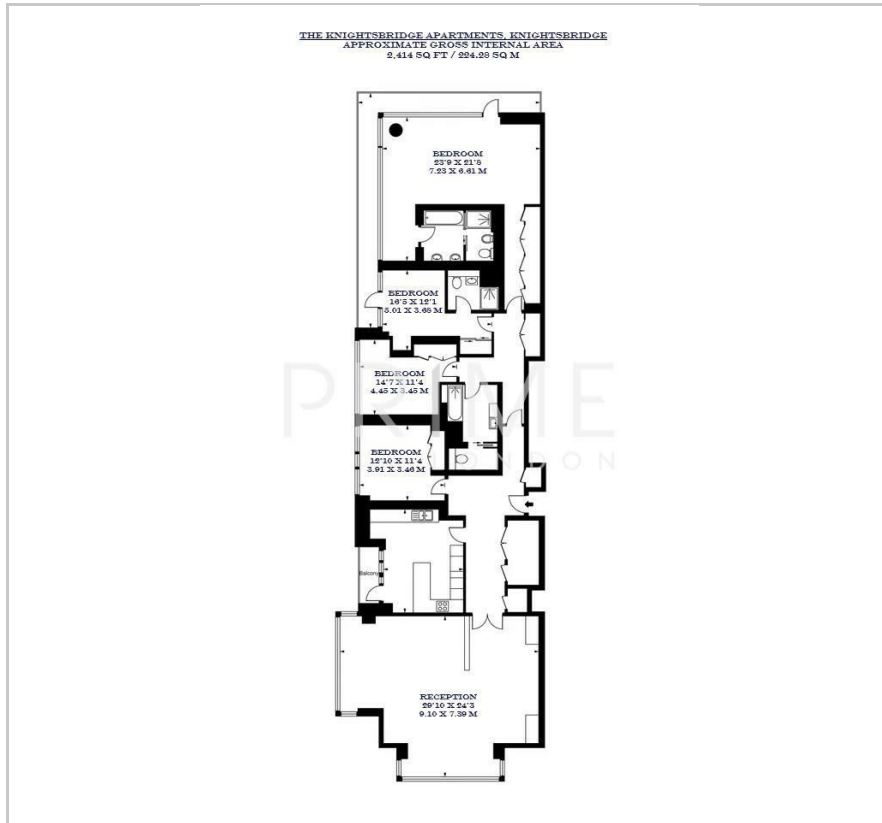 THE KNIGHTSBRIDGE APARTMENTS, KNIGHTSBRIDGE
APPROXIMATE GROSS INTERNAL AREA
2,414 SQ FT / 224.28 SQ M
BEDROOM
23'9 X 21'8
7.23 X 6.61 M
BEDROOM
16'5 X 12'1
5.01 X 3.68 M
BEDROOM
14'7 X 11'4
4.45 X 3.45 M
PRIME
LONDON
BEDROOM
12'10 X 11'4
3.91 X 3.46 M
Balcony
RECEPTION
29'10 X 24'3
9.10 X 7.39 M